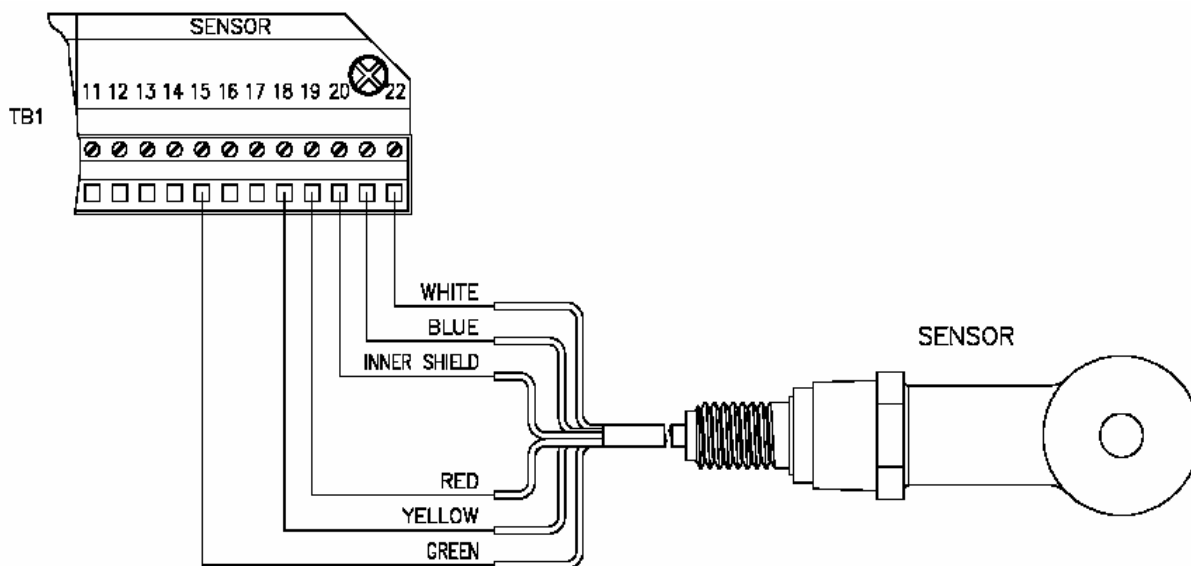 SENSOR
11 12 13 14 15 16 17 18 19 20 22
TB1
WHITE
BLUE
SENSOR
INNER SHIELD
RED
YELLOW
GREEN